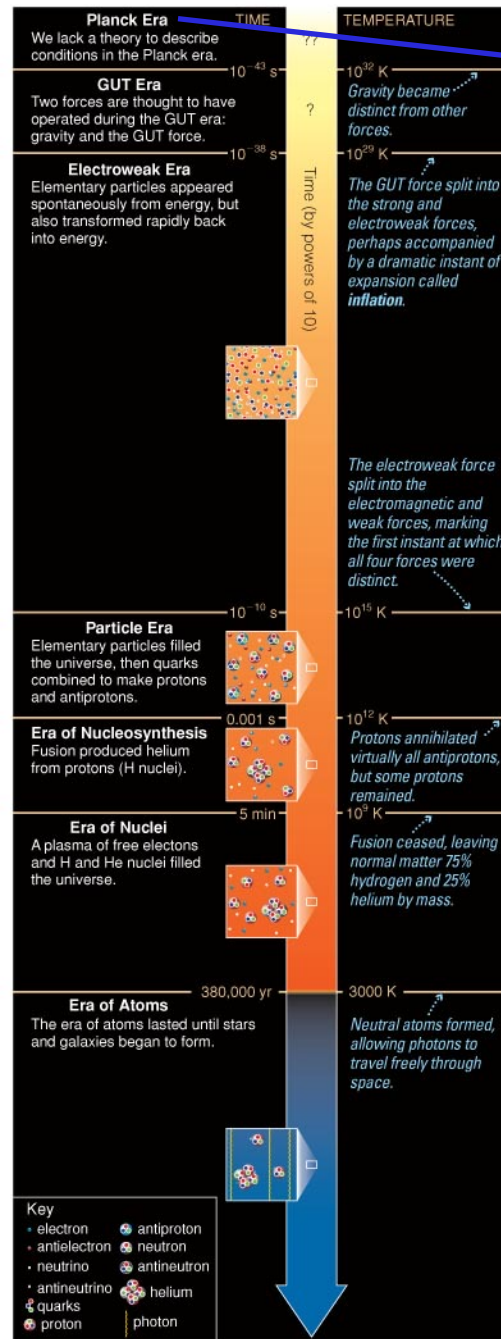 Planck Era
We lack a theory to describe
conditions in the Planck era.
TIME
TEMPERATURE
??
10⁻⁴³ s
10³² K
GUT Era
Two forces are thought to have
operated during the GUT era:
gravity and the GUT force.
?
Gravity became
distinct from other
forces.
10⁻³⁸ s
10²⁹ K
Electroweak Era
Elementary particles appeared
spontaneously from energy, but
also transformed rapidly back
into energy.
Time (by powers of 10)
The GUT force split into
the strong and
electroweak forces,
perhaps accompanied
by a dramatic instant of
expansion called
inflation.
The electroweak force
split into the
electromagnetic and
weak forces, marking
the first instant at which
all four forces were
distinct.
10⁻¹⁰ s
10¹⁵ K
Particle Era
Elementary particles filled
the universe, then quarks
combined to make protons
and antiprotons.
0.001 s
10¹² K
Era of Nucleosynthesis
Fusion produced helium
from protons (H nuclei).
Protons annihilated
virtually all antiprotons,
but some protons
remained.
5 min
10⁹ K
Era of Nuclei
A plasma of free electons
and H and He nuclei filled
the universe.
Fusion ceased, leaving
normal matter 75%
hydrogen and 25%
helium by mass.
380,000 yr
3000 K
Era of Atoms
The era of atoms lasted until stars
and galaxies began to form.
Neutral atoms formed,
allowing photons to
travel freely through
space.
Key
electron
antielectron
neutrino
antineutrino
quarks
proton
antiproton
neutron
antineutron
helium
photon